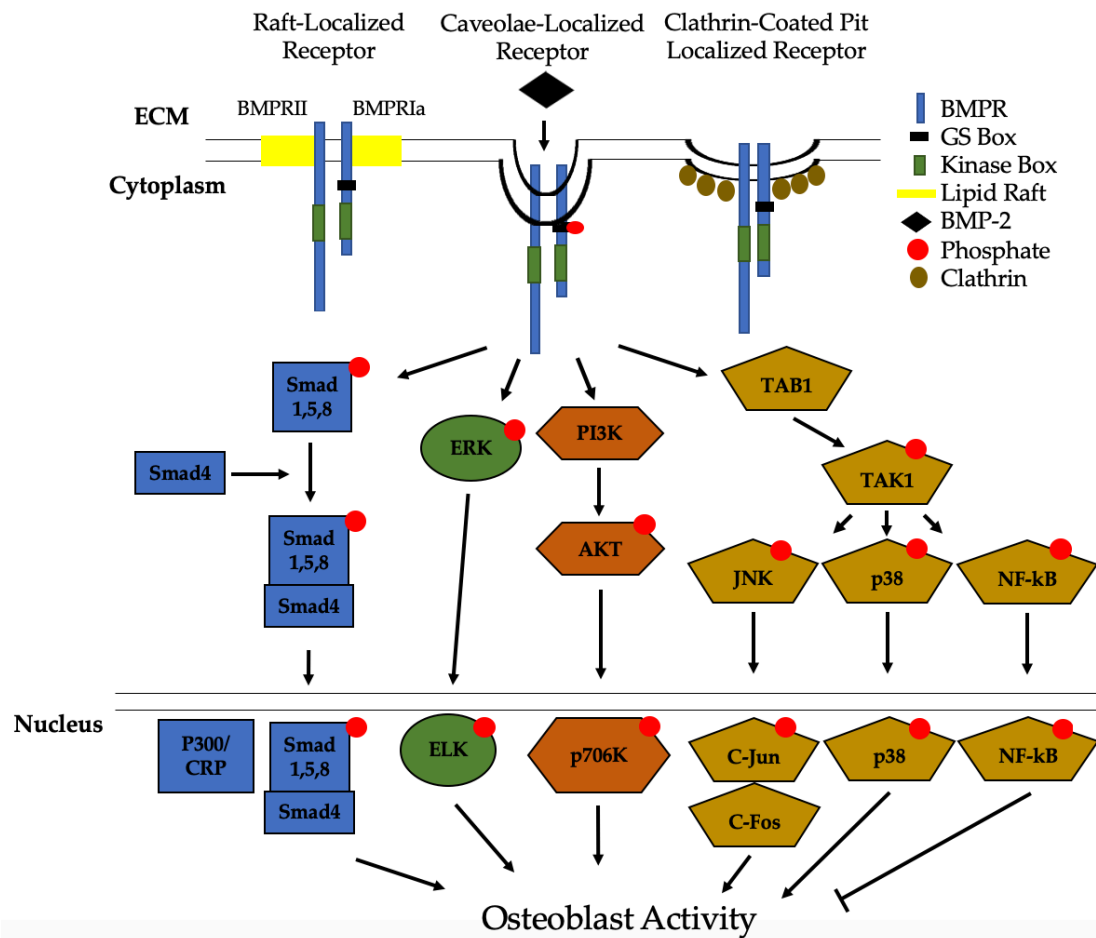 Raft-Localized
Receptor
Caveolae-Localized
Receptor
Clathrin-Coated Pit
Localized Receptor
BMPRII
BMPRIa
ECM
Cytoplasm
BMPR
GS Box
Kinase Box
Lipid Raft
BMP-2
Phosphate
Clathrin
Smad
1,5,8
Smad4
Smad
1,5,8
Smad4
ERK
PI3K
AKT
TAB1
TAK1
JNK
p38
NF-kB
Nucleus
P300/
CRP
Smad
1,5,8
Smad4
ELK
p706K
C-Jun
C-Fos
p38
NF-kB
Osteoblast Activity